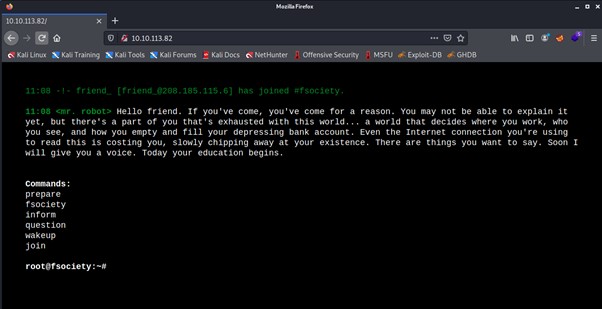 Mozilla Firefox
10.10.113.82/
10.10.113.82
Kali Linux Kali Training Kali Tools Kali Forums Kali Docs NetHunter Offensive Security MSFU Exploit-DB GHDB
11:08 -!- friend_ [friend_@208.185.115.6] has joined #fsociety.
11:08 <mr. robot> Hello friend. If you've come, you've come for a reason. You may not be able to explain it
yet, but there's a part of you that's exhausted with this world... a world that decides where you work, who
you see, and how you empty and fill your depressing bank account. Even the Internet connection you're using
to read this is costing you, slowly chipping away at your existence. There are things you want to say. Soon I
will give you a voice. Today your education begins.
Commands:
prepare
fsociety
inform
question
wakeup
join
root@fsociety:~#